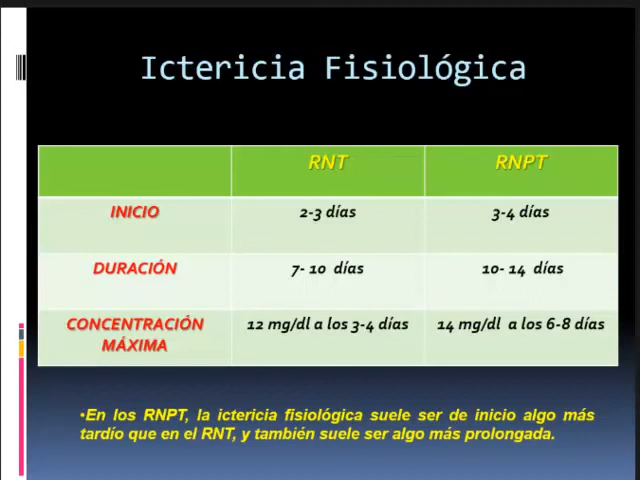 Ictericia Fisiológica
RNT RNPT
INICIO 2-3 días 3-4 días
DURACIÓN 7- 10 días 10- 14 días
CONCENTRACIÓN MÁXIMA 12 mg/dl a los 3-4 días 14 mg/dl a los 6-8 días
•En los RNPT, la ictericia fisiológica suele ser de inicio algo más
tardío que en el RNT, y también suele ser algo más prolongada.